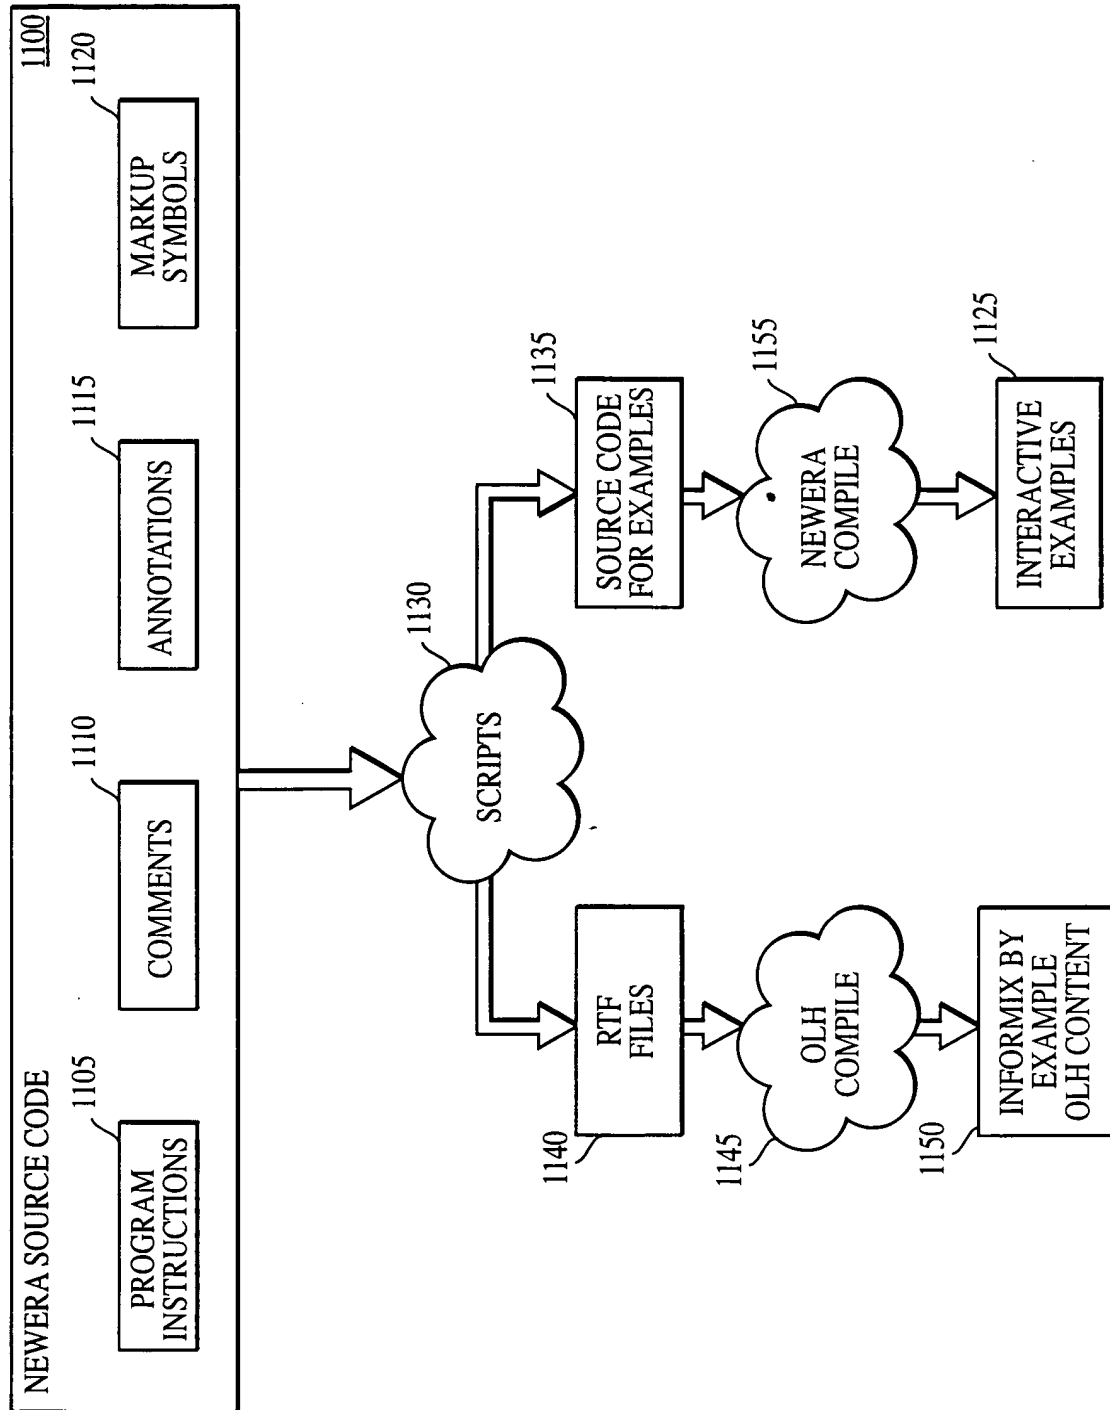 NEWERA SOURCE CODE
1100
1105
PROGRAM
INSTRUCTIONS
1110
COMMENTS
1115
ANNOTATIONS
1120
MARKUP
SYMBOLS
1130
SCRIPTS
1140
RTF
FILES
1135
SOURCE CODE
FOR EXAMPLES
1145
OLH
COMPILE
1155
NEWERA
COMPILE
1150
INFORMIX BY
EXAMPLE
OLH CONTENT
1125
INTERACTIVE
EXAMPLES